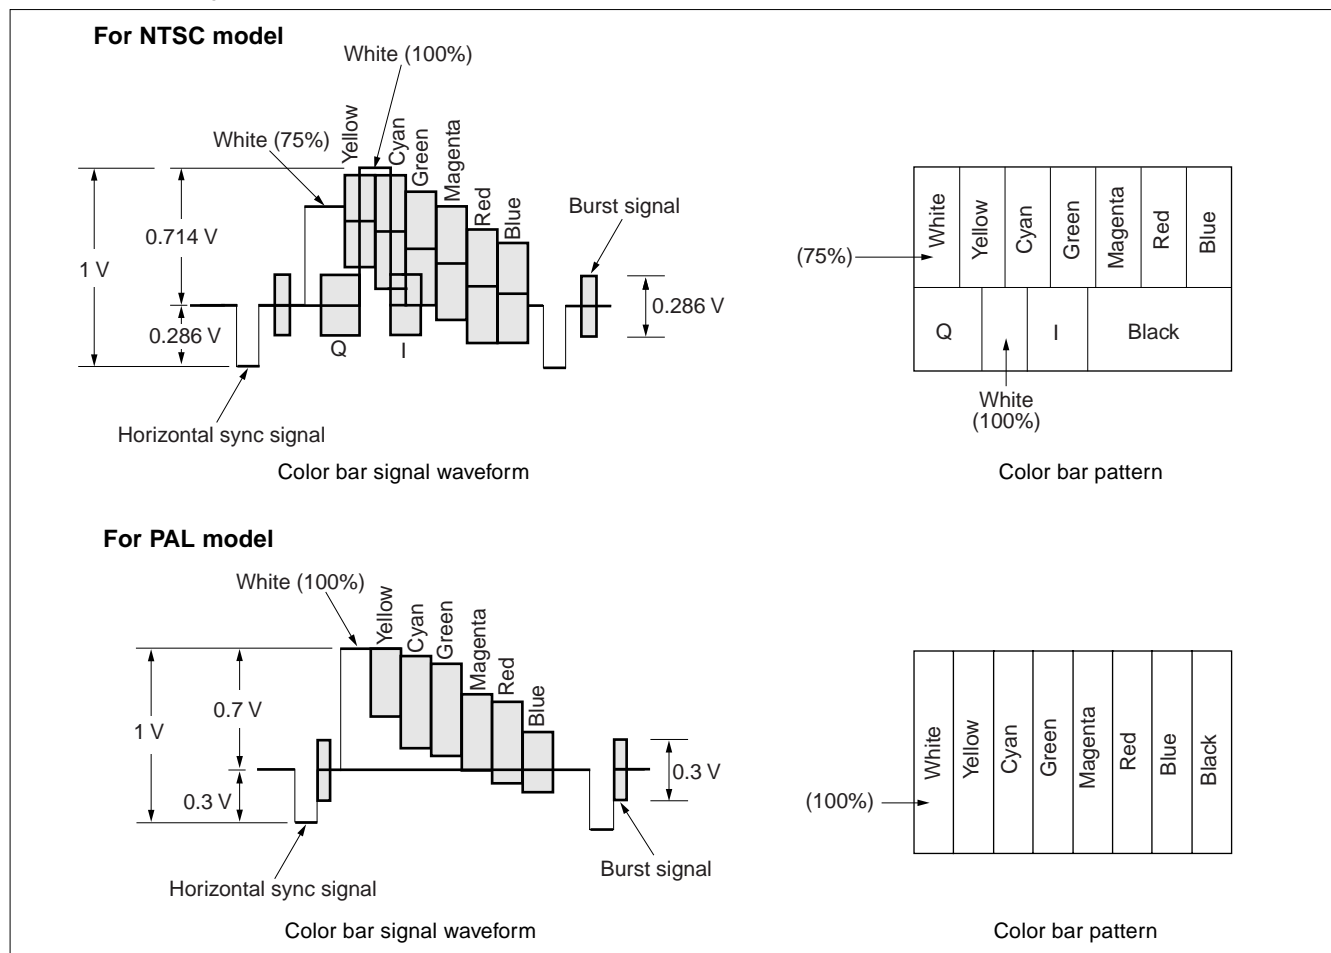 For NTSC model
White (100%)
White (75%)
Yellow
Cyan
Green
Magenta
Red
Blue
Burst signal
0.714 V
1 V
0.286 V
0.286 V
Q
I
Horizontal sync signal
Color bar signal waveform
White
Yellow
Cyan
Green
Magenta
Red
Blue
(75%)
Q
I
Black
White
(100%)
Color bar pattern
For PAL model
White (100%)
Yellow
Cyan
Green
Magenta
Red
Blue
0.7 V
1 V
0.3 V
0.3 V
Burst signal
Horizontal sync signal
Color bar signal waveform
White
Yellow
Cyan
Green
Magenta
Red
Blue
Black
(100%)
Color bar pattern